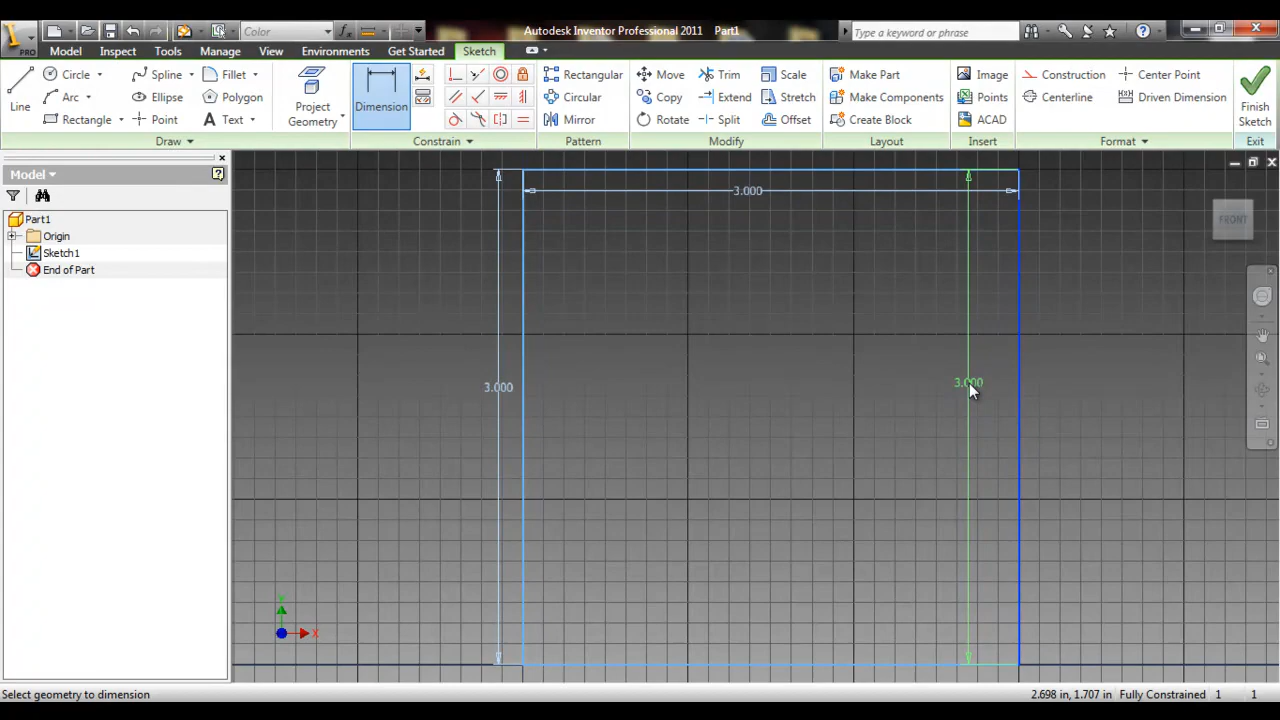 Color
Autodesk Inventor Professional 2011 Part1
Type a keyword or phrase
PRO
Model Inspect Tools Manage View Environments Get Started Sketch
Line
Circle
Arc
Rectangle
Spline
Ellipse
Point
Fillet
Polygon
Text
Draw
Project
Geometry
Dimension
Constrain
Rectangular
Circular
Mirror
Pattern
Move
Copy
Rotate
Trim
Extend
Split
Scale
Stretch
Offset
Modify
Make Part
Make Components
Create Block
Layout
Image
Points
ACAD
Insert
Construction
Centerline
Center Point
Driven Dimension
Format
Finish
Sketch
Exit
Model
Part1
Origin
Sketch1
End of Part
3.000
3.000
3.000
FRONT
Y
X
Select geometry to dimension
2.698 in, 1.707 in Fully Constrained 1 1